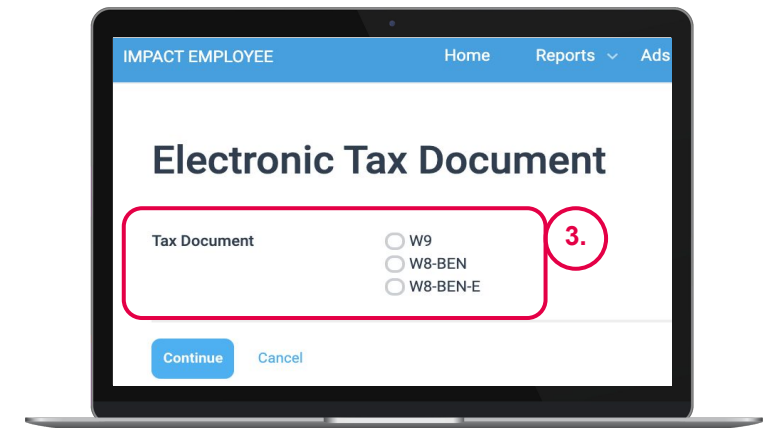 IMPACT EMPLOYEE Home Reports Ads
Electronic Tax Document
Tax Document W9
W8-BEN
W8-BEN-E
3.
Continue Cancel